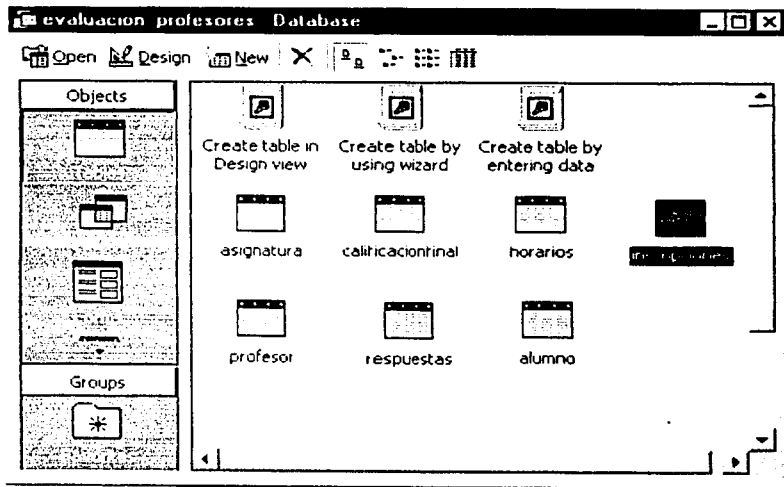 evaluacion profesores Database
Open Design New
Objects
Create table in Design view
Create table by using wizard
Create table by entering data
asignatura
calificacionfinal
horarios
inscripciones
profesor
respuestas
alumno
Groups